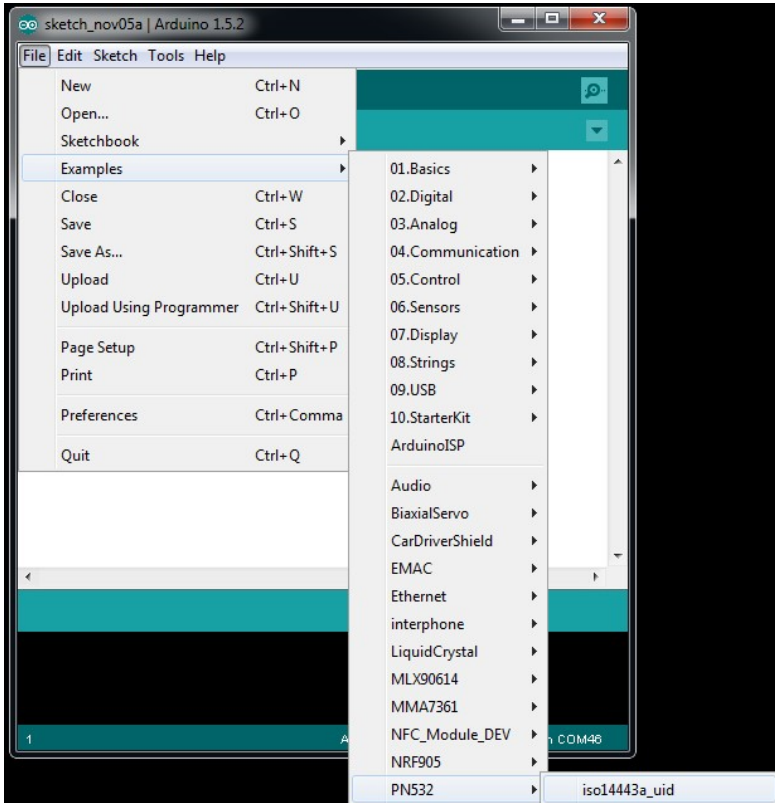 sketch_nov05a | Arduino 1.5.2
File Edit Sketch Tools Help
New Ctrl+N
Open... Ctrl+O
Sketchbook
Examples
Close Ctrl+W
Save Ctrl+S
Save As... Ctrl+Shift+S
Upload Ctrl+U
Upload Using Programmer Ctrl+Shift+U
Page Setup Ctrl+Shift+P
Print Ctrl+P
Preferences Ctrl+Comma
Quit Ctrl+Q
01.Basics
02.Digital
03.Analog
04.Communication
05.Control
06.Sensors
07.Display
08.Strings
09.USB
10.StarterKit
ArduinoISP
Audio
BiaxialServo
CarDriverShield
EMAC
Ethernet
interphone
LiquidCrystal
MLX90614
MMA7361
NFC_Module_DEV
NRF905
PN532
iso14443a_uid
1 A n COM46